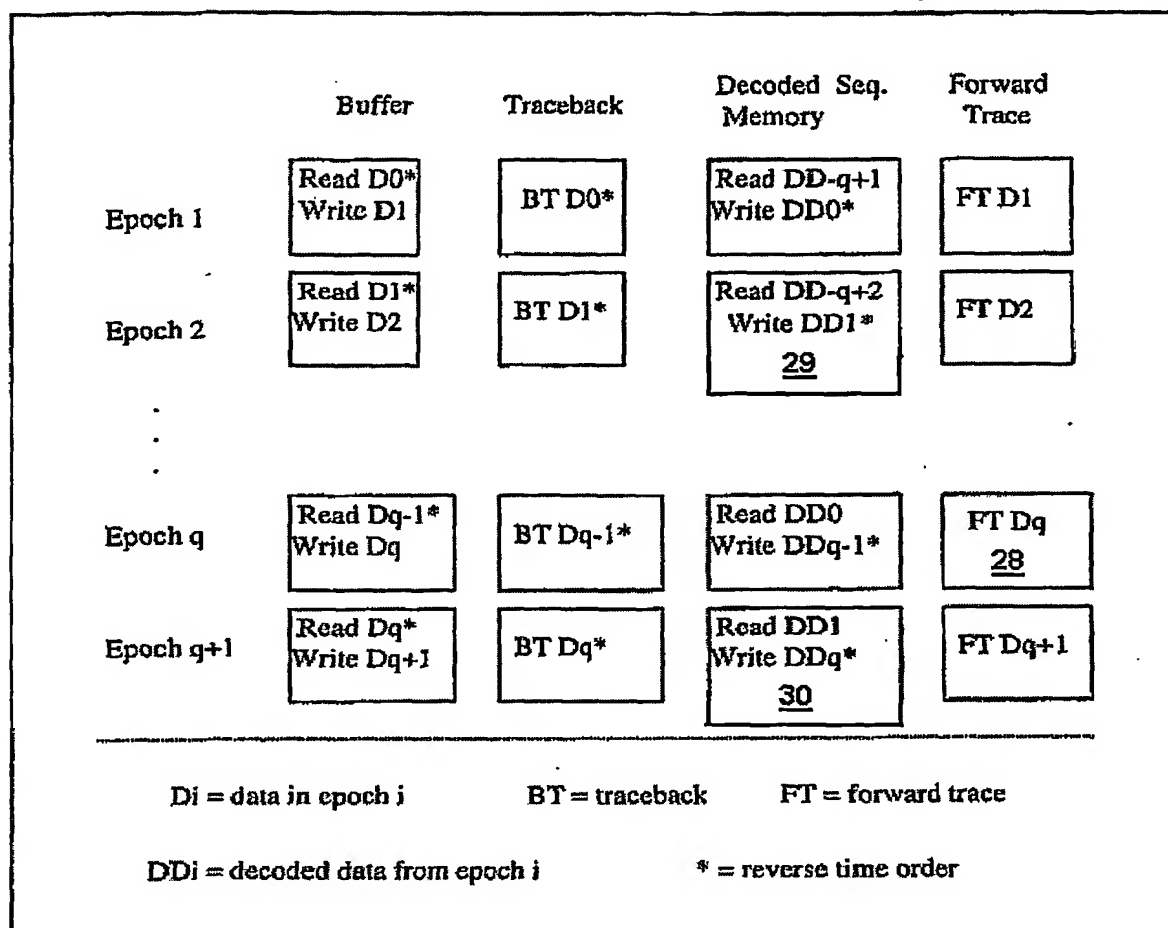 Buffer Traceback Decoded Seq. Memory Forward Trace
Epoch 1
Read D0*
Write D1
BT D0*
Read DD-q+1
Write DD0*
FT D1
Epoch 2
Read D1*
Write D2
BT D1*
Read DD-q+2
Write DD1*
29
FT D2
Epoch q
Read Dq-1*
Write Dq
BT Dq-1*
Read DD0
Write DDq-1*
FT Dq
28
Epoch q+1
Read Dq*
Write Dq+1
BT Dq*
Read DD1
Write DDq*
30
FT Dq+1
Di = data in epoch i BT = traceback FT = forward trace
DDi = decoded data from epoch i * = reverse time order